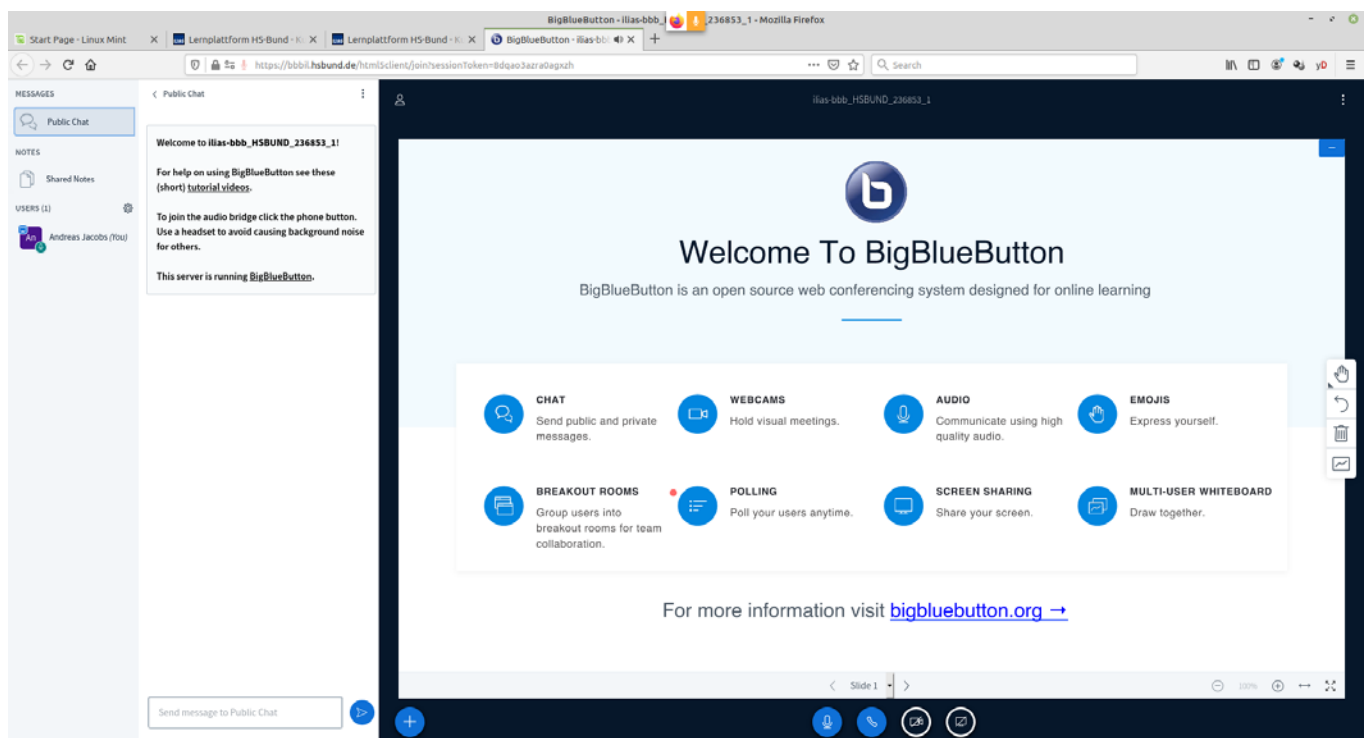 BigBlueButton - ilias-bbb_ 236853_1 - Mozilla Firefox
Start Page - Linux Mint
Lernplattform HS-Bund - K
Lernplattform HS-Bund - K
BigBlueButton - ilias-bbb
https://bbbil.hsbund.de/html5client/join?sessionToken=8dqao3azra0agxzh
Search
yD
MESSAGES
Public Chat
NOTES
Shared Notes
USERS (1)
An
Andreas Jacobs (You)
Public Chat
Welcome to ilias-bbb_HSBUND_236853_1!
For help on using BigBlueButton see these
(short) tutorial videos.
To join the audio bridge click the phone button.
Use a headset to avoid causing background noise
for others.
This server is running BigBlueButton.
Send message to Public Chat
ilias-bbb_HSBUND_236853_1
b
Welcome To BigBlueButton
BigBlueButton is an open source web conferencing system designed for online learning
CHAT
Send public and private
messages.
WEBCAMS
Hold visual meetings.
AUDIO
Communicate using high
quality audio.
EMOJIS
Express yourself.
BREAKOUT ROOMS
Group users into
breakout rooms for team
collaboration.
POLLING
Poll your users anytime.
SCREEN SHARING
Share your screen.
MULTI-USER WHITEBOARD
Draw together.
For more information visit bigbluebutton.org →
Slide 1
100%